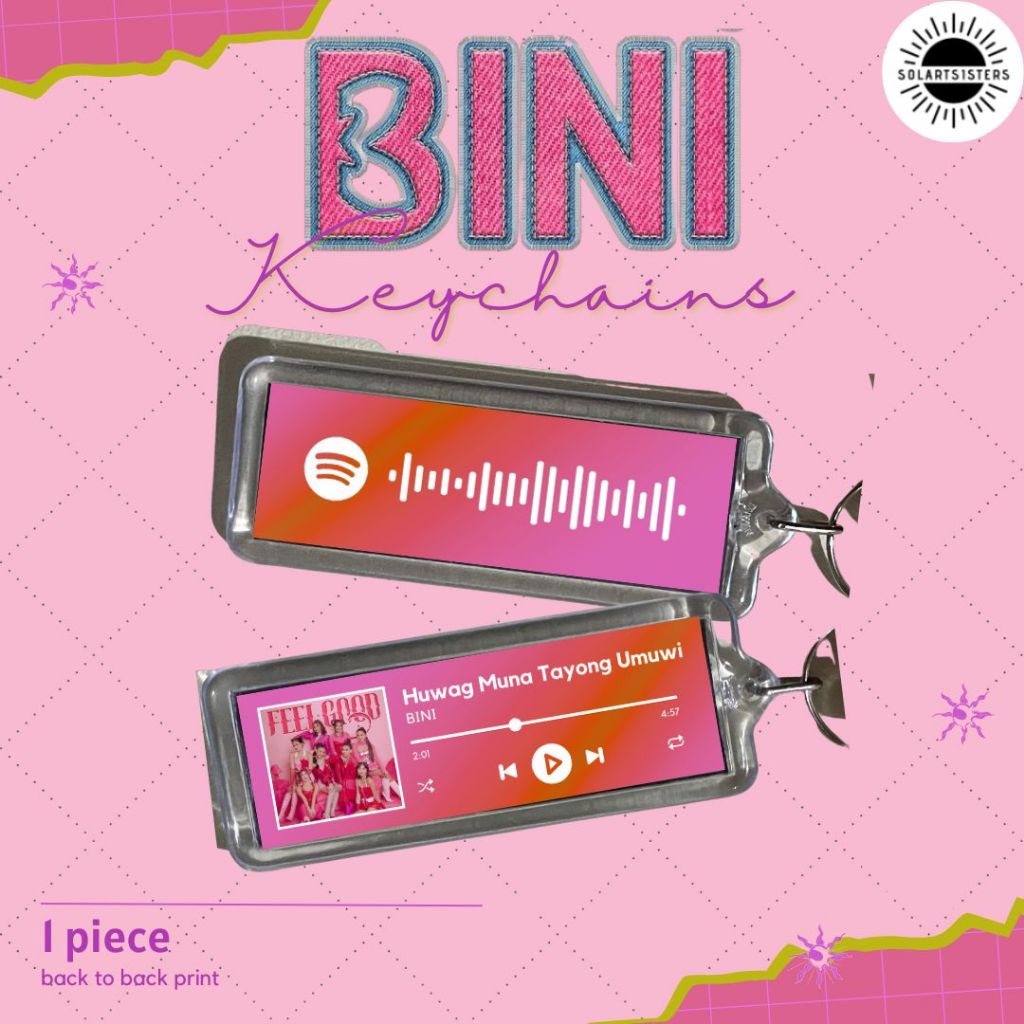 BINI
SOLARTS1STERS
Keychains
Huwag Muna Tayong Umuwi
BINI
2:01
4:57
FEEL GOOD
1 piece
back to back print